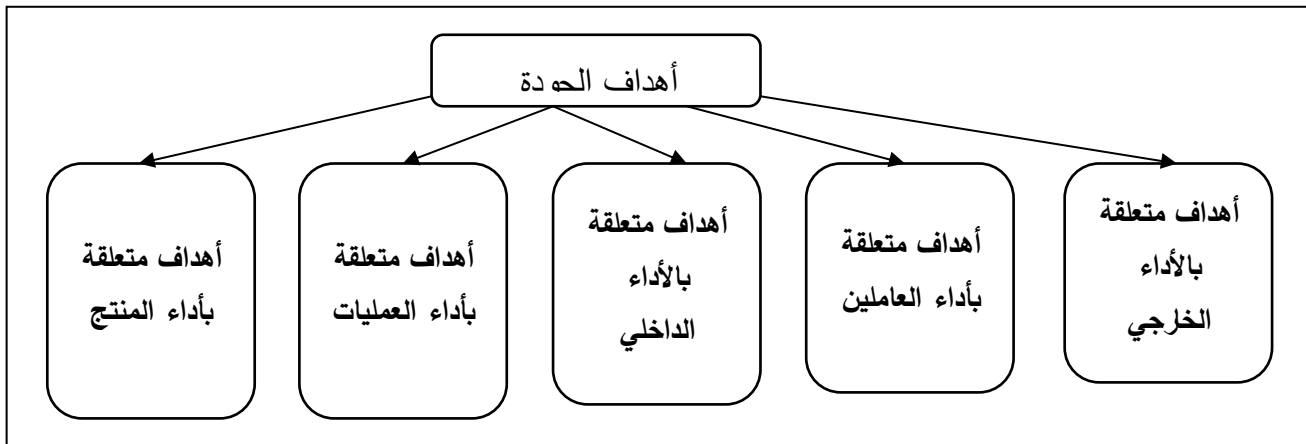 أهداف الجودة
أهداف متعلقة
بالأداء
الخارجي
أهداف متعلقة
بأداء العاملين
أهداف متعلقة
بالأداء
الداخلي
أهداف متعلقة
بأداء العمليات
أهداف متعلقة
بأداء المنتج